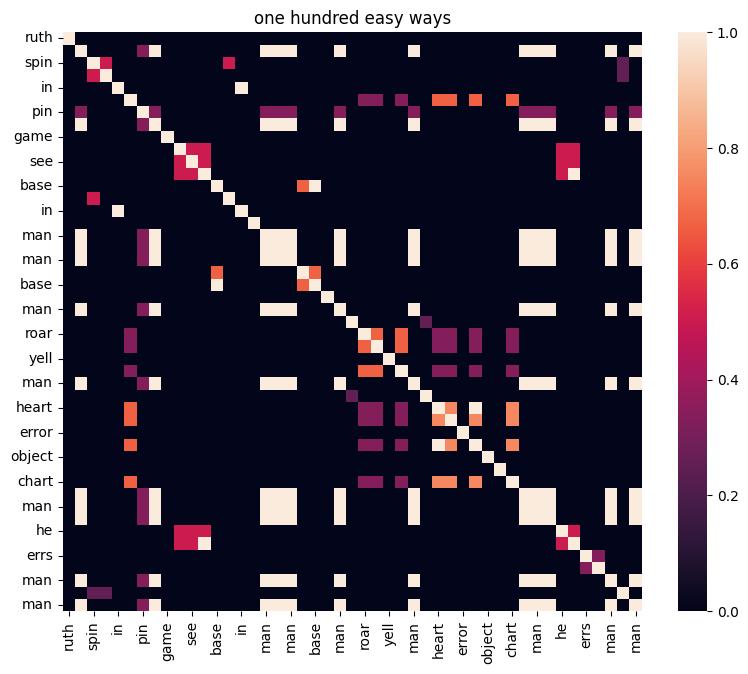 one hundred easy ways
ruth
spin
in
pin
game
see
base
in
man
man
base
man
roar
yell
man
heart
error
object
chart
man
he
errs
man
man
1.0
0.8
0.6
0.4
0.2
0.0
ruth
spin
in
pin
game
see
base
in
man
man
base
man
roar
yell
man
heart
error
object
chart
man
he
errs
man
man